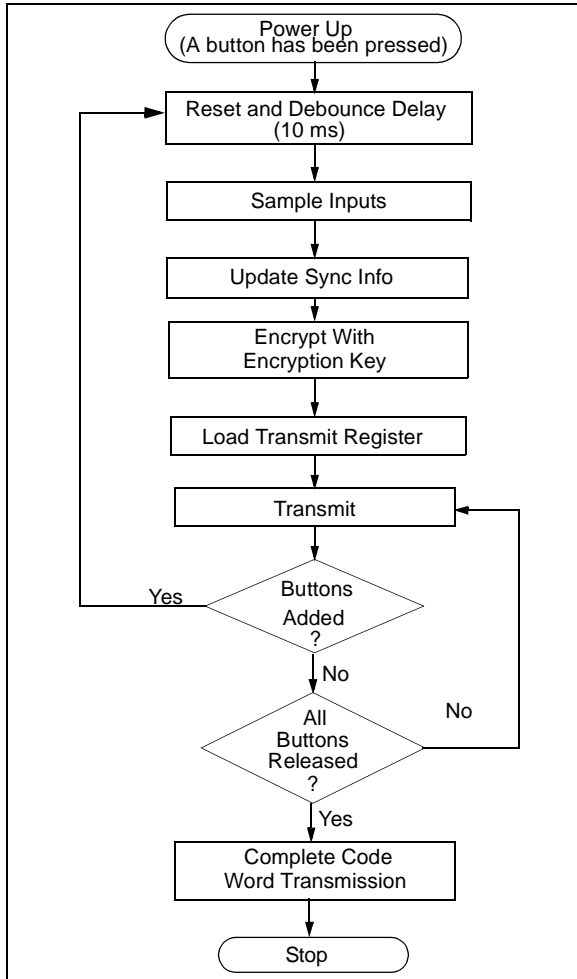 Power Up
(A button has been pressed)
Reset and Debounce Delay
(10 ms)
Sample Inputs
Update Sync Info
Encrypt With
Encryption Key
Load Transmit Register
Transmit
Buttons
Yes
Added
?
No
All
No
Buttons
Released
?
Yes
Complete Code
Word Transmission
Stop